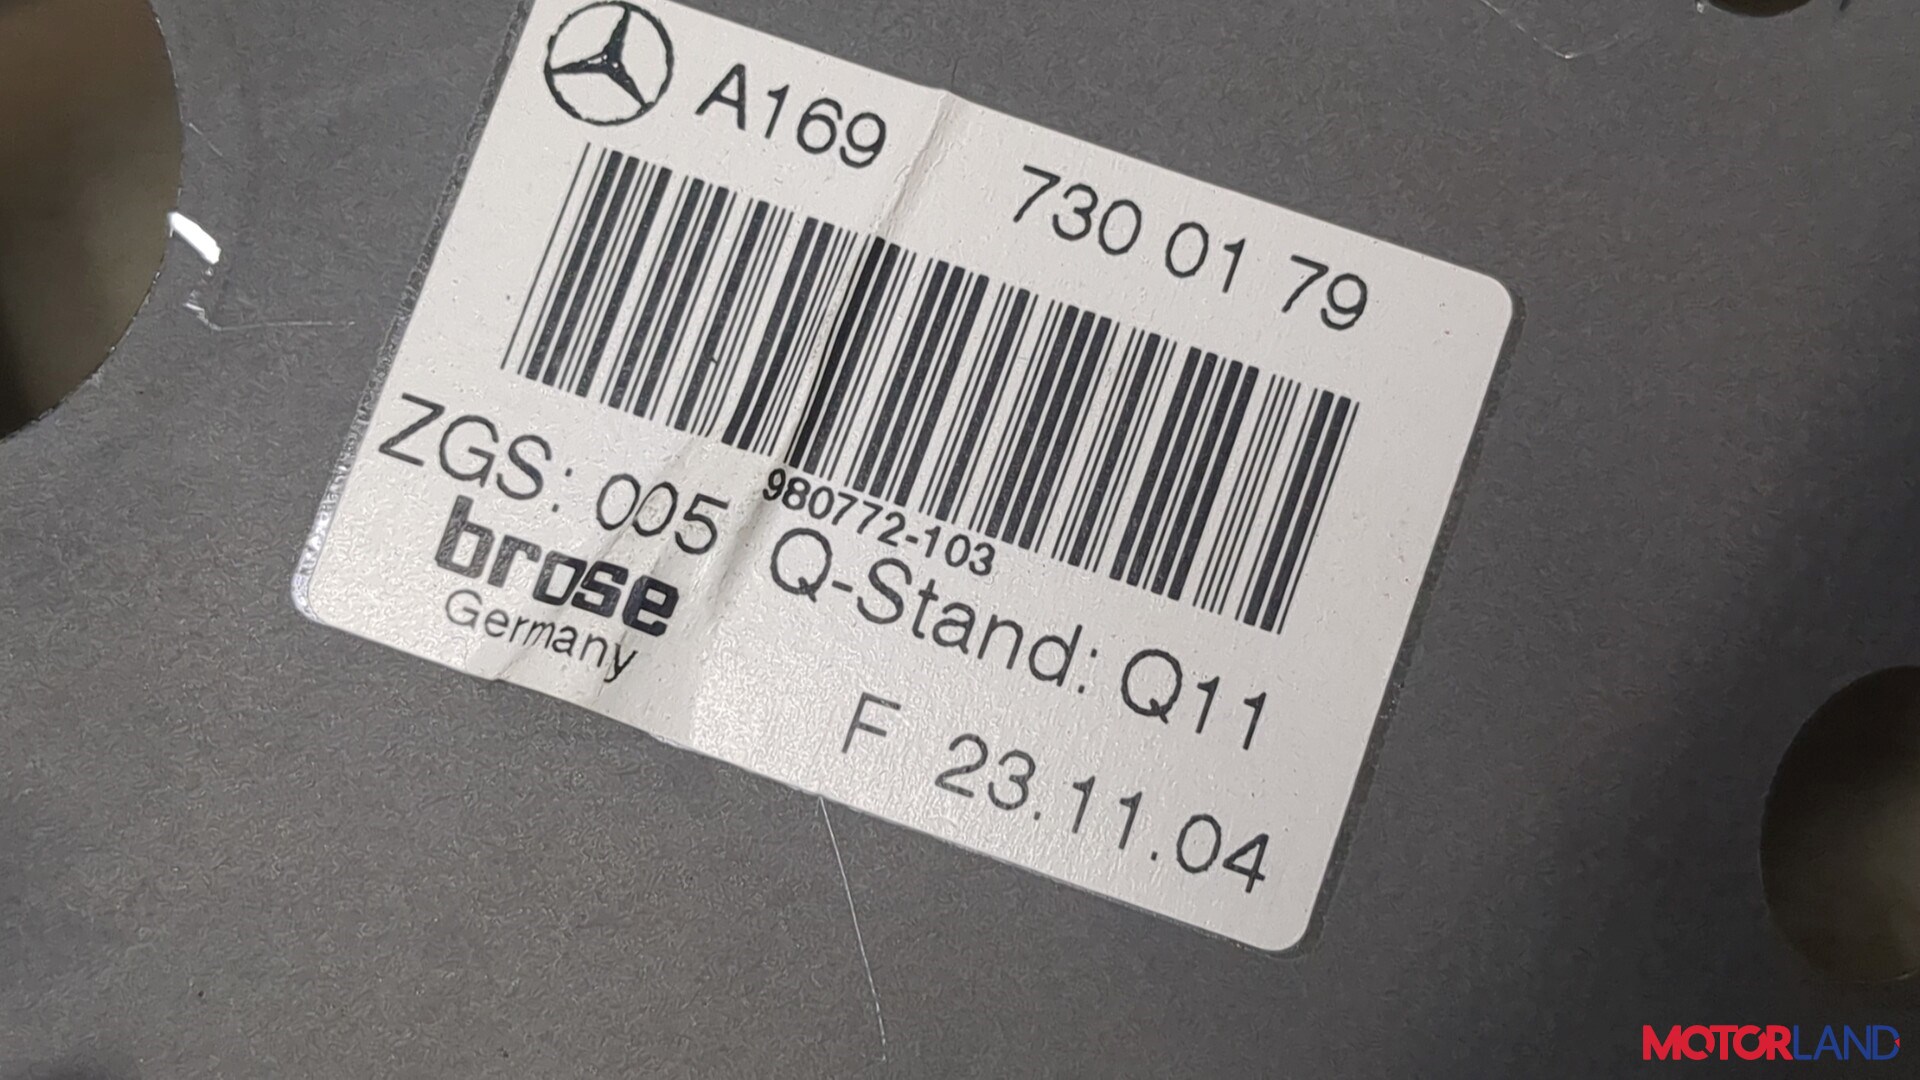 A169 730 01 79
980772-103
ZGS: 005 Q-Stand: Q11
brose
Germany
F 23.11.04
MOTORLAND